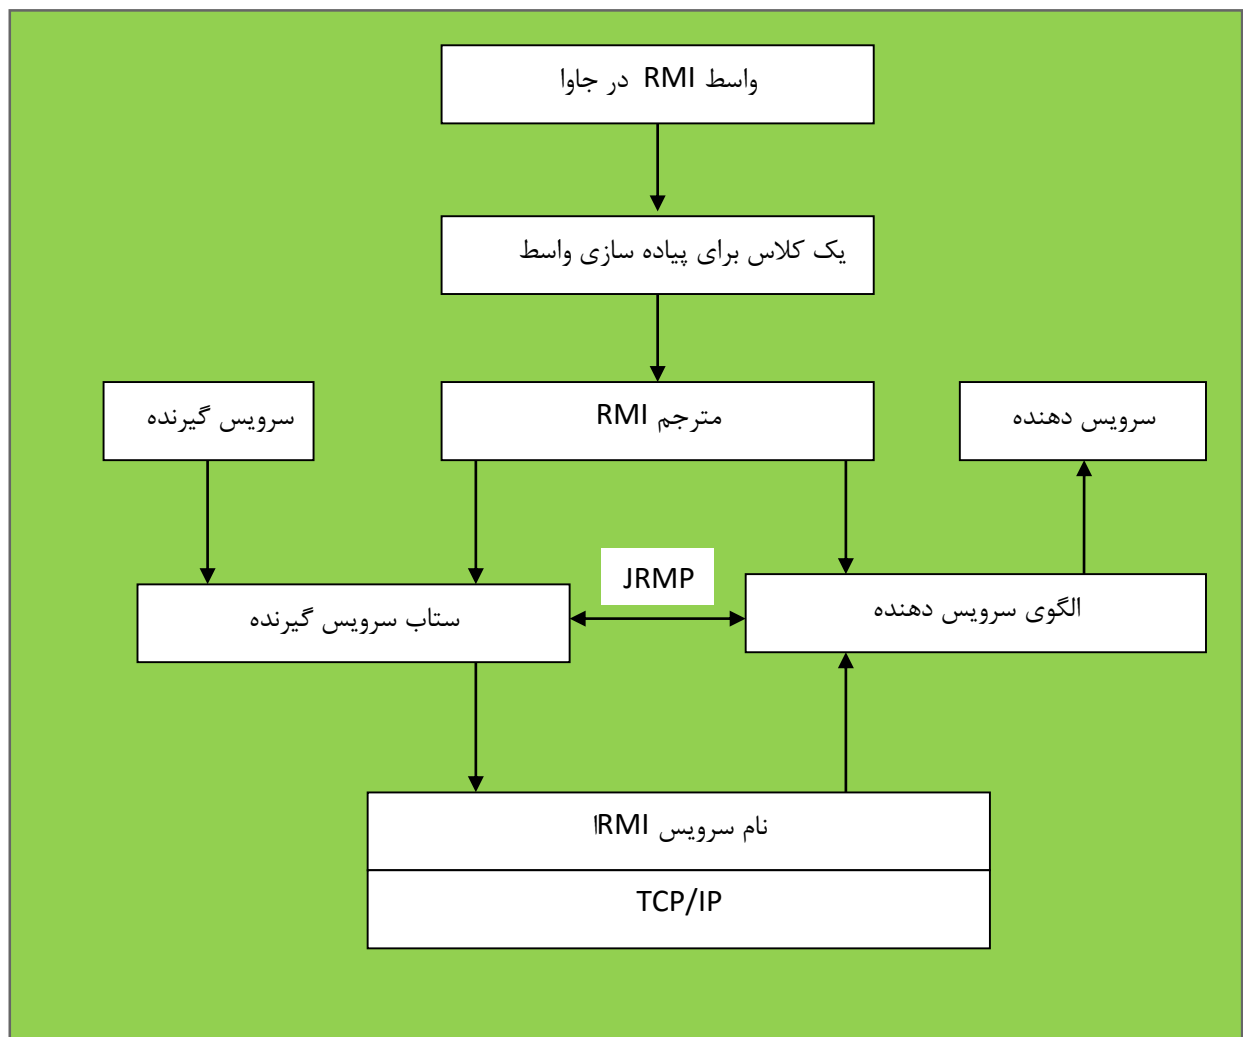 واسط RMI در جاوا
یک کلاس برای پیاده سازی واسط
سرویس گیرنده
مترجم RMI
سرویس دهنده
JRMP
ستاب سرویس گیرنده
الگوی سرویس دهنده
نام سرویس RMIا
TCP/IP